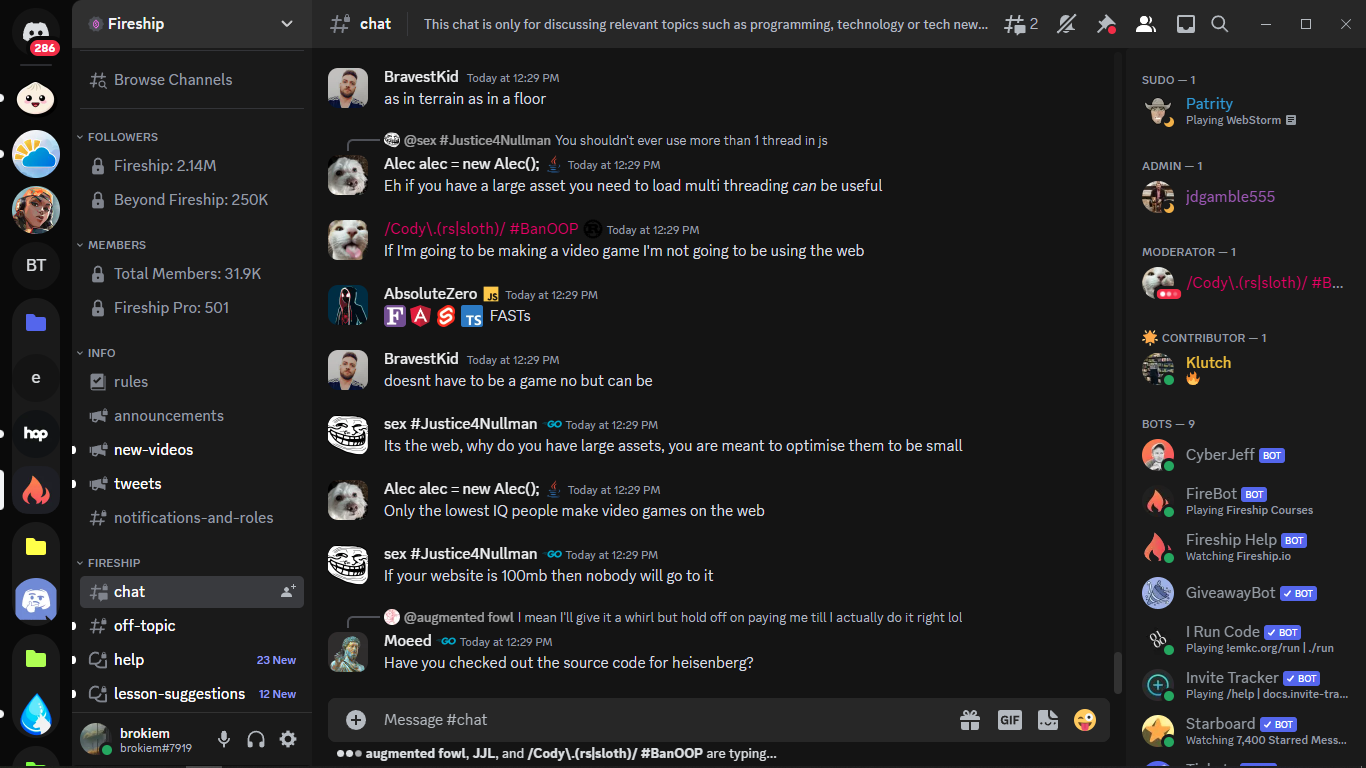 286
BT
e
hop
Fireship
Browse Channels
FOLLOWERS
Fireship: 2.14M
Beyond Fireship: 250K
MEMBERS
Total Members: 31.9K
Fireship Pro: 501
INFO
rules
announcements
new-videos
tweets
notifications-and-roles
FIRESHIP
chat
off-topic
help 23 New
lesson-suggestions 12 New
brokiem
brokiem#7919
chat This chat is only for discussing relevant topics such as programming, technology or tech new... 2
BravestKid Today at 12:29 PM
as in terrain as in a floor
@sex #Justice4Nullman You shouldn't ever use more than 1 thread in js
Alec alec = new Alec(); Today at 12:29 PM
Eh if you have a large asset you need to load multi threading can be useful
/Cody\.(rs|sloth)/ #BanOOP Today at 12:29 PM
If I'm going to be making a video game I'm not going to be using the web
AbsoluteZero JS Today at 12:29 PM
F A S TS FASTs
BravestKid Today at 12:29 PM
doesnt have to be a game no but can be
sex #Justice4Nullman GO Today at 12:29 PM
Its the web, why do you have large assets, you are meant to optimise them to be small
Alec alec = new Alec(); Today at 12:29 PM
Only the lowest IQ people make video games on the web
sex #Justice4Nullman GO Today at 12:29 PM
If your website is 100mb then nobody will go to it
@augmented fowl I mean I'll give it a whirl but hold off on paying me till I actually do it right lol
Moeed GO Today at 12:29 PM
Have you checked out the source code for heisenberg?
Message #chat GIF
augmented fowl, JJL, and /Cody\.(rs|sloth)/ #BanOOP are typing...
SUDO — 1
Patrity
Playing WebStorm
ADMIN — 1
jdgamble555
MODERATOR — 1
/Cody\.(rs|sloth)/ #B...
CONTRIBUTOR — 1
Klutch
BOTS — 9
CyberJeff BOT
FireBot BOT
Playing Fireship Courses
Fireship Help BOT
Watching Fireship.io
GiveawayBot BOT
I Run Code BOT
Playing !emkc.org/run | ./run
Invite Tracker BOT
Playing /help | docs.invite-tra...
Starboard BOT
Watching 7,400 Starred Mess...